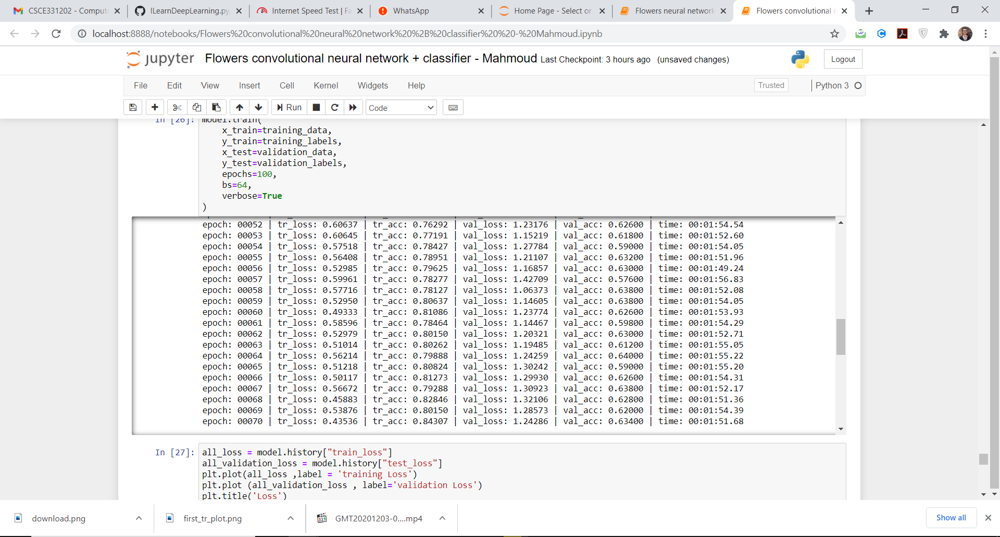 CSCE331202 - Comput
ILearnDeepLearning.py
Internet Speed Test | Fa
WhatsApp
Home Page - Select or
Flowers neural network
Flowers convolutional
localhost:8888/notebooks/Flowers%20convolutional%20neural%20network%20%2B%20classifier%20%20-%20Mahmoud.ipynb
jupyter Flowers convolutional neural network + classifier - Mahmoud Last Checkpoint: 3 hours ago (unsaved changes)
Logout
File Edit View Insert Cell Kernel Widgets Help Trusted Python 3
Run Code
In [26]: model.train(
x_train=training_data,
y_train=training_labels,
x_test=validation_data,
y_test=validation_labels,
epochs=100,
bs=64,
verbose=True
)
epoch: 00052 | tr_loss: 0.60637 | tr_acc: 0.76292 | val_loss: 1.23176 | val_acc: 0.62600 | time: 00:01:54.54
epoch: 00053 | tr_loss: 0.60645 | tr_acc: 0.77191 | val_loss: 1.15219 | val_acc: 0.61800 | time: 00:01:52.60
epoch: 00054 | tr_loss: 0.57518 | tr_acc: 0.78427 | val_loss: 1.27784 | val_acc: 0.59000 | time: 00:01:54.05
epoch: 00055 | tr_loss: 0.56408 | tr_acc: 0.78951 | val_loss: 1.21107 | val_acc: 0.63200 | time: 00:01:51.96
epoch: 00056 | tr_loss: 0.52985 | tr_acc: 0.79625 | val_loss: 1.16857 | val_acc: 0.63000 | time: 00:01:49.24
epoch: 00057 | tr_loss: 0.59961 | tr_acc: 0.78277 | val_loss: 1.42709 | val_acc: 0.57600 | time: 00:01:56.83
epoch: 00058 | tr_loss: 0.57716 | tr_acc: 0.78127 | val_loss: 1.06373 | val_acc: 0.63800 | time: 00:01:52.08
epoch: 00059 | tr_loss: 0.52950 | tr_acc: 0.80637 | val_loss: 1.14605 | val_acc: 0.63800 | time: 00:01:54.05
epoch: 00060 | tr_loss: 0.49333 | tr_acc: 0.81086 | val_loss: 1.23774 | val_acc: 0.62600 | time: 00:01:53.93
epoch: 00061 | tr_loss: 0.58596 | tr_acc: 0.78464 | val_loss: 1.14467 | val_acc: 0.59800 | time: 00:01:54.29
epoch: 00062 | tr_loss: 0.52979 | tr_acc: 0.80150 | val_loss: 1.20321 | val_acc: 0.63000 | time: 00:01:52.71
epoch: 00063 | tr_loss: 0.51014 | tr_acc: 0.80262 | val_loss: 1.19485 | val_acc: 0.61200 | time: 00:01:55.05
epoch: 00064 | tr_loss: 0.56214 | tr_acc: 0.79888 | val_loss: 1.24259 | val_acc: 0.64000 | time: 00:01:55.22
epoch: 00065 | tr_loss: 0.51218 | tr_acc: 0.80824 | val_loss: 1.30242 | val_acc: 0.59000 | time: 00:01:55.20
epoch: 00066 | tr_loss: 0.50117 | tr_acc: 0.81273 | val_loss: 1.29930 | val_acc: 0.62600 | time: 00:01:54.31
epoch: 00067 | tr_loss: 0.56672 | tr_acc: 0.79288 | val_loss: 1.30923 | val_acc: 0.63800 | time: 00:01:52.17
epoch: 00068 | tr_loss: 0.45883 | tr_acc: 0.82846 | val_loss: 1.32106 | val_acc: 0.62800 | time: 00:01:51.36
epoch: 00069 | tr_loss: 0.53876 | tr_acc: 0.80150 | val_loss: 1.28573 | val_acc: 0.62000 | time: 00:01:54.39
epoch: 00070 | tr_loss: 0.43536 | tr_acc: 0.84307 | val_loss: 1.24286 | val_acc: 0.63400 | time: 00:01:51.68
In [27]: all_loss = model.history["train_loss"]
all_validation_loss = model.history["test_loss"]
plt.plot(all_loss ,label = 'training Loss')
plt.plot (all_validation_loss , label='validation Loss')
plt.title('Loss')
download.png
first_tr_plot.png
321
GMT20201203-0....mp4
Show all